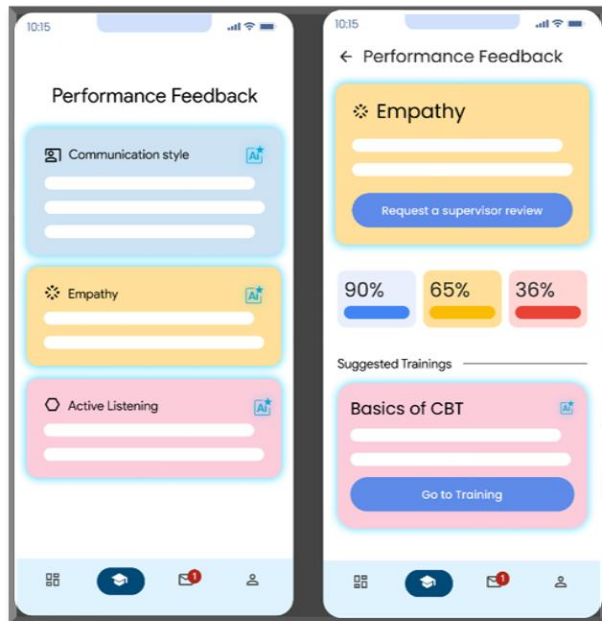 10:15
Performance Feedback
Communication style
Ai
Empathy
Ai
Active Listening
Ai
1
10:15
← Performance Feedback
Empathy
Request a supervisor review
90% 65% 36%
Suggested Trainings
Basics of CBT
Ai
Go to Training
1